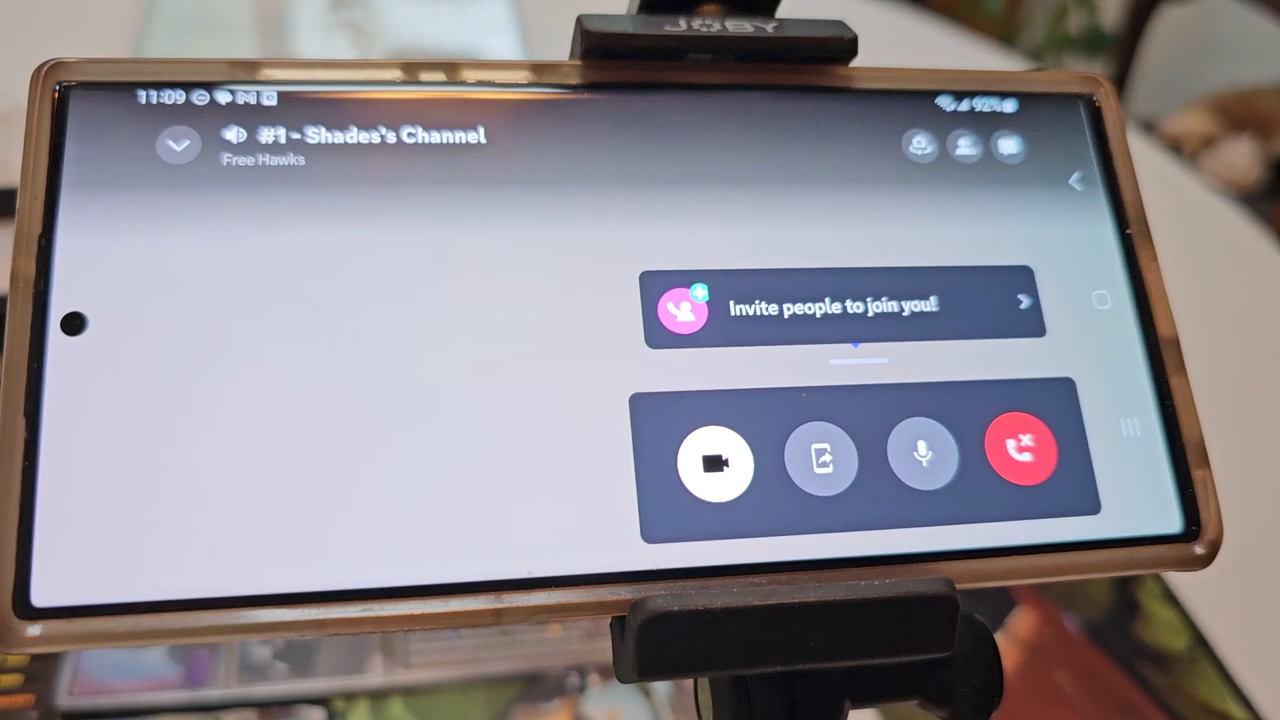 JOBY
11:09
92%
#1 - Shades's Channel
Free Hawks
Invite people to join you!